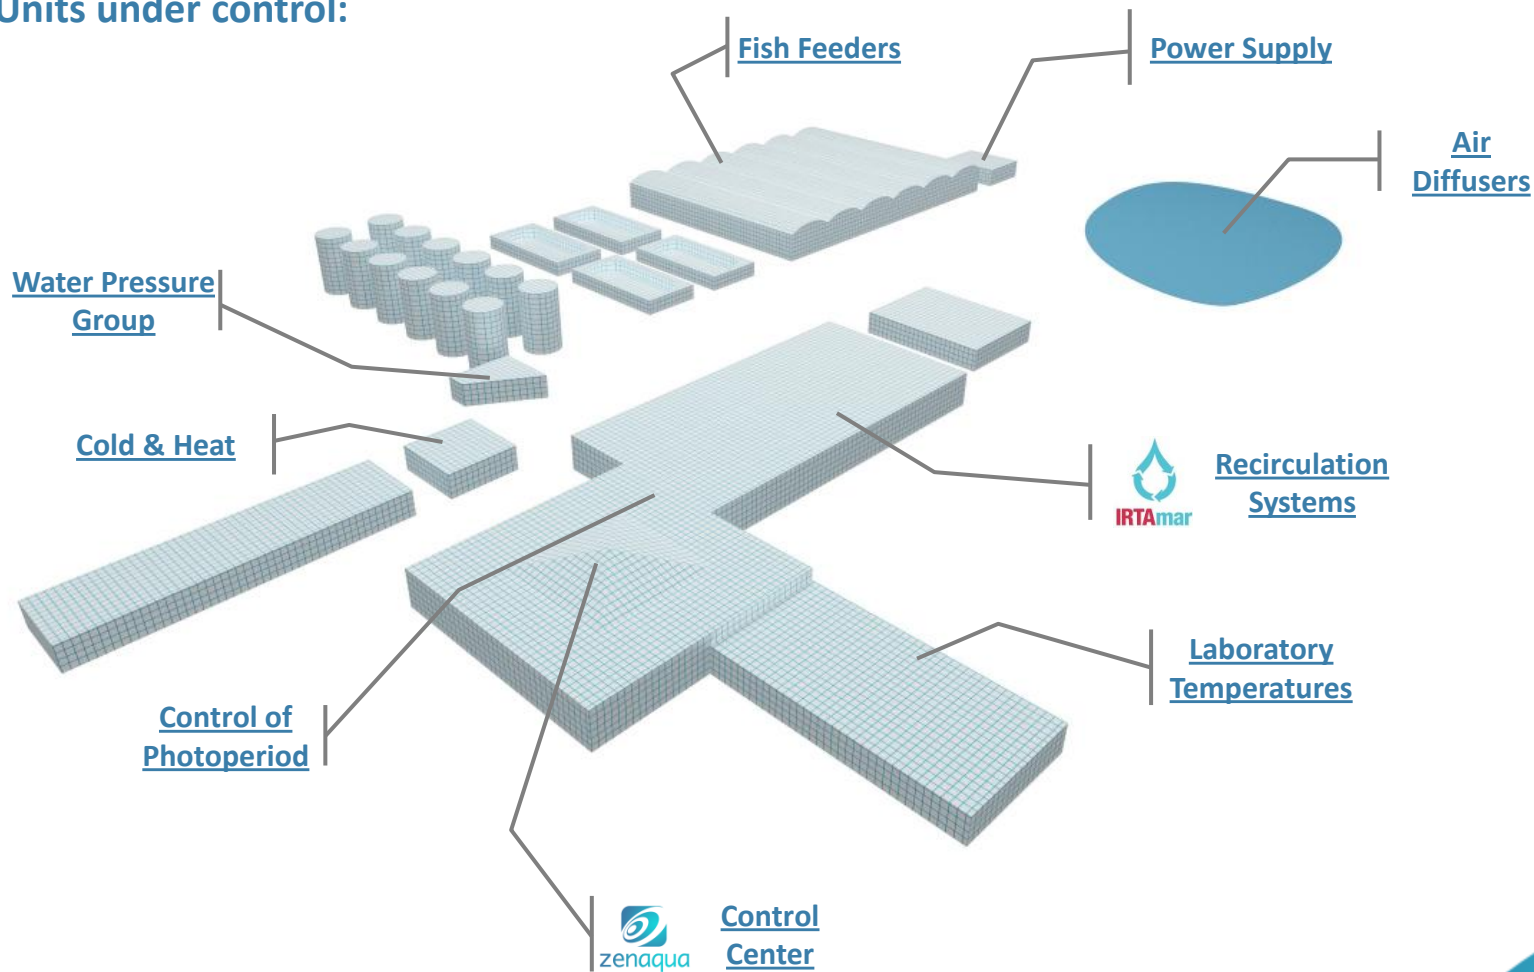 Units under control:
Fish Feeders
Power Supply
Air
Diffusers
Water Pressure
Group
Cold & Heat
IRTAmar
Recirculation
Systems
Laboratory
Temperatures
Control of
Photoperiod
zenaqua
Control
Center